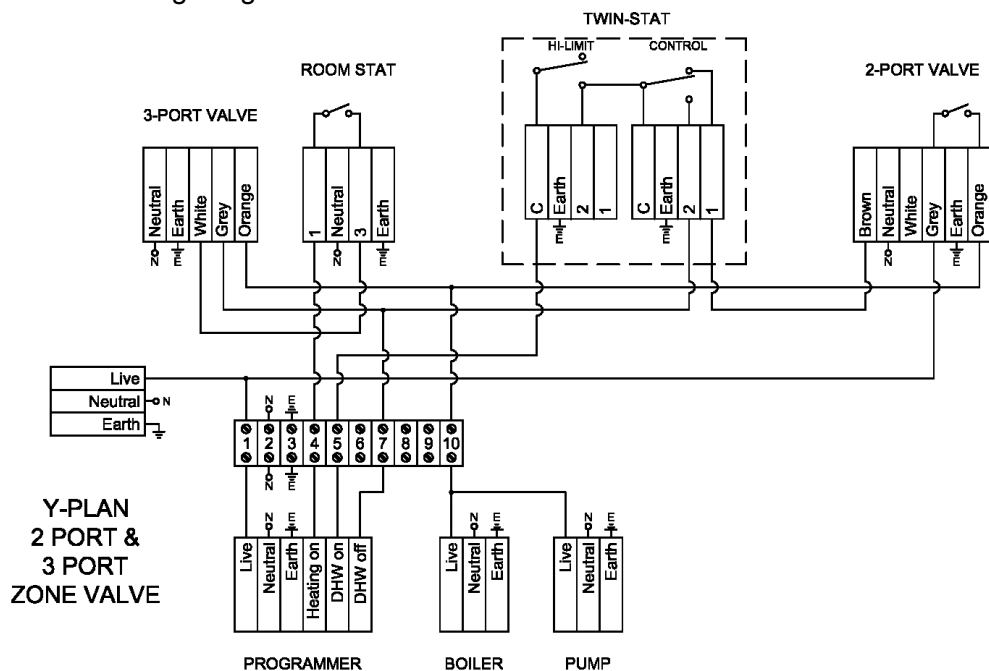 TWIN-STAT
HI-LIMIT CONTROL
ROOM STAT
2-PORT VALVE
3-PORT VALVE
Neutral Earth White Grey Orange
1 Neutral 3 Earth
C Earth 2 1
C Earth 2 1
Brown Neutral White Grey Earth Orange
N E
N E
E
E
N E
Live
Neutral N
Earth
N E
1 2 3 4 5 6 7 8 9 10
N E
Y-PLAN
2 PORT &
3 PORT
ZONE VALVE
N E
N E
N E
Live Neutral Earth Heating on DHW on DHW off
Live Neutral Earth
Live Neutral Earth
PROGRAMMER
BOILER
PUMP